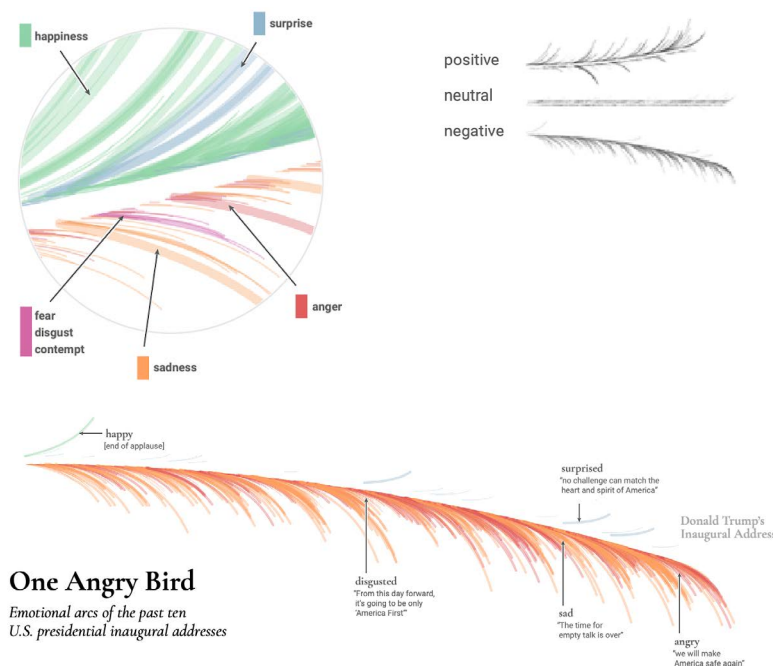 happiness
surprise
fear
disgust
contempt
sadness
anger
positive
neutral
negative
happy
[end of applause]
disgusted
"From this day forward,
it's going to be only
'America First'"
surprised
"no challenge can match the
heart and spirit of America"
sad
"The time for
empty talk is over"
angry
"we will make
America safe again"
Donald Trump's
Inaugural Address
One Angry Bird
Emotional arcs of the past ten
U.S. presidential inaugural addresses